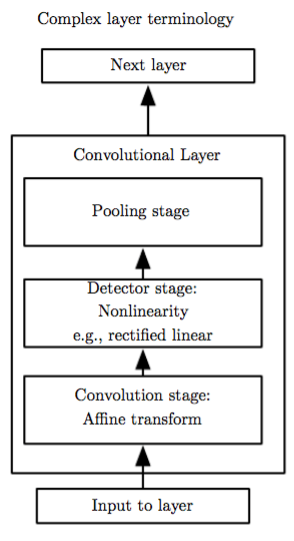 Complex layer terminology
Next layer
Convolutional Layer
Pooling stage
Detector stage:
Nonlinearity
e.g., rectified linear
Convolution stage:
Affine transform
Input to layer